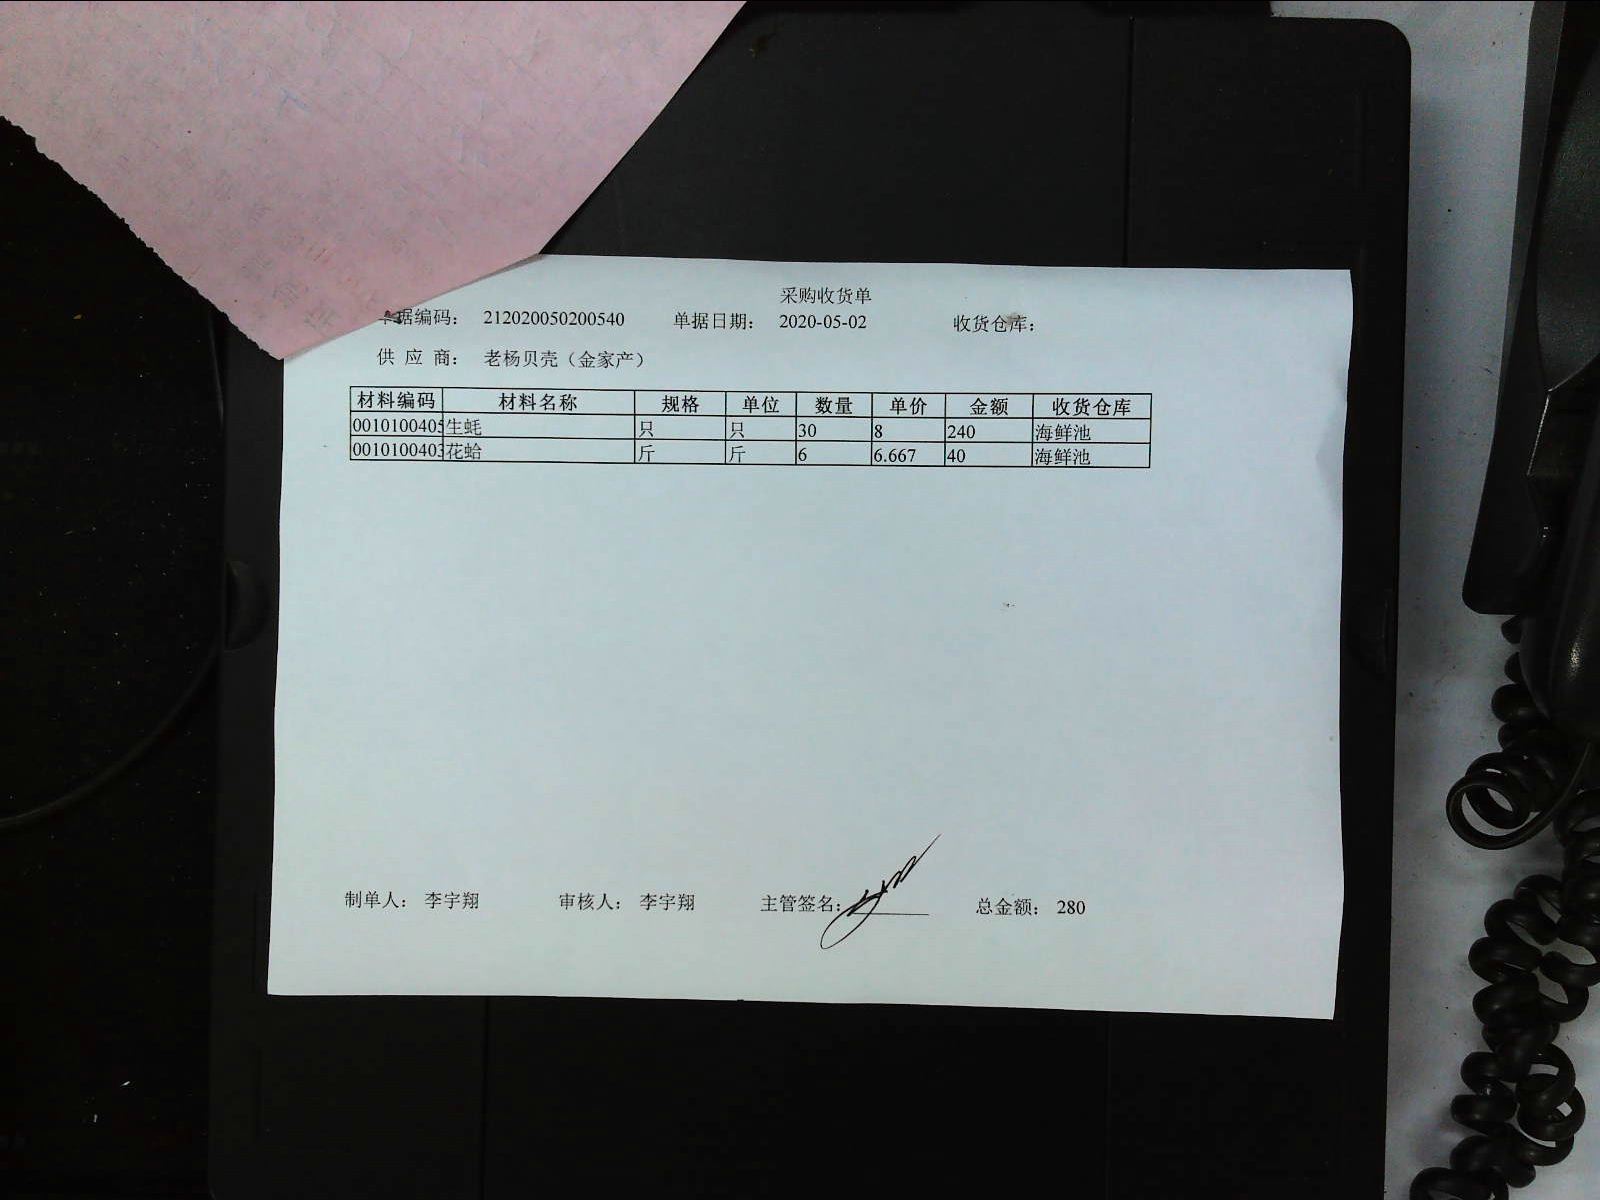 采购收货单
单据编码： 212020050200540 单据日期： 2020-05-02 收货仓库：
供 应 商： 老杨贝壳（金家产）
材料编码 材料名称 规格 单位 数量 单价 金额 收货仓库
0010100405 生蚝 只 只 30 8 240 海鲜池
0010100403 花蛤 斤 斤 6 6.667 40 海鲜池
制单人： 李宇翔 审核人： 李宇翔 主管签名： 总金额： 280